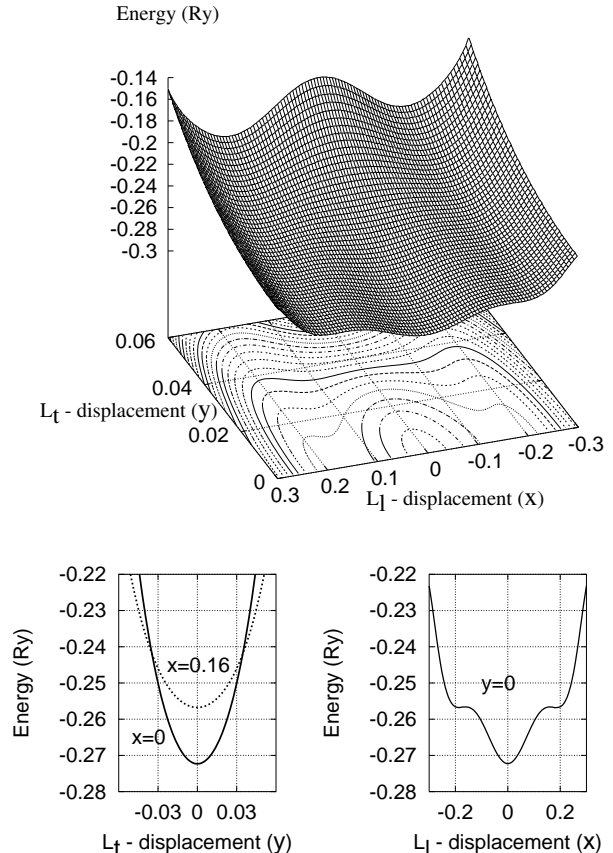 Energy (Ry)
-0.14
-0.16
-0.18
-0.2
-0.22
-0.24
-0.26
-0.28
-0.3
0.06
0.04
0.02
0
Lt - displacement (y)
0.3
0.2
0.1
0
-0.1
-0.2
-0.3
Ll - displacement (x)
Energy (Ry)
-0.22
-0.23
-0.24
-0.25
-0.26
-0.27
-0.28
x=0.16
x=0
-0.03 0 0.03
Lt - displacement (y)
Energy (Ry)
-0.22
-0.23
-0.24
-0.25
-0.26
-0.27
-0.28
y=0
-0.2 0 0.2
Ll - displacement (x)